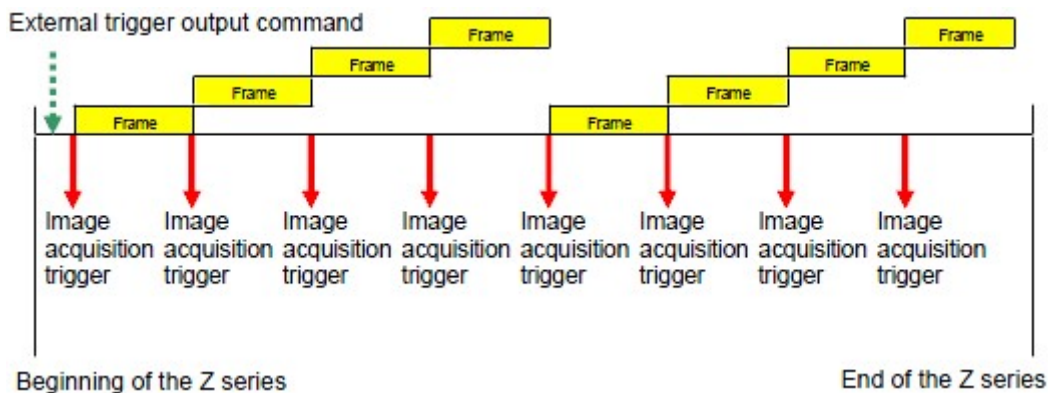 External trigger output command
Frame
Frame
Frame
Frame
Frame
Frame
Frame
Frame
Image
acquisition
trigger
Image
acquisition
trigger
Image
acquisition
trigger
Image
acquisition
trigger
Image
acquisition
trigger
Image
acquisition
trigger
Image
acquisition
trigger
Image
acquisition
trigger
Beginning of the Z series
End of the Z series